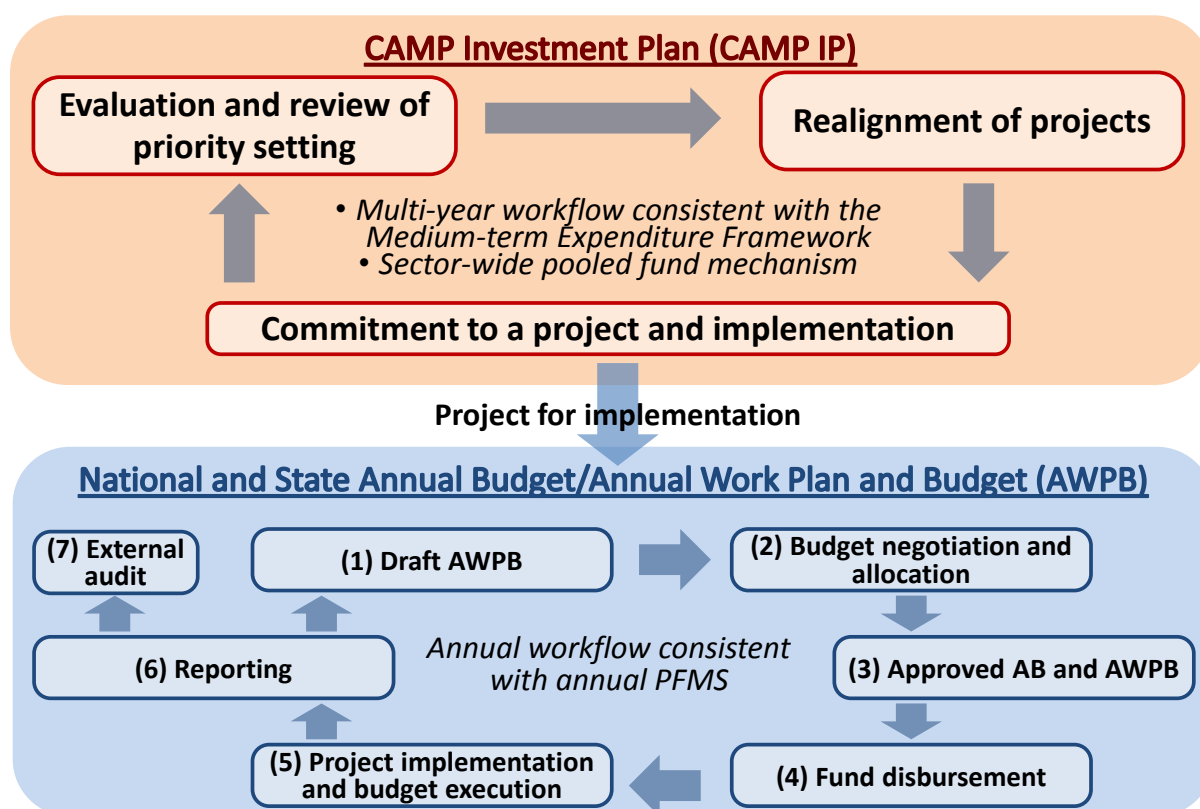 CAMP Investment Plan (CAMP IP)
Evaluation and review of
priority setting
Realignment of projects
• Multi-year workflow consistent with the
Medium-term Expenditure Framework
• Sector-wide pooled fund mechanism
Commitment to a project and implementation
Project for implementation
National and State Annual Budget/Annual Work Plan and Budget (AWPB)
(7) External
audit
(1) Draft AWPB
(2) Budget negotiation and
allocation
(6) Reporting
Annual workflow consistent
with annual PFMS
(3) Approved AB and AWPB
(5) Project implementation
and budget execution
(4) Fund disbursement